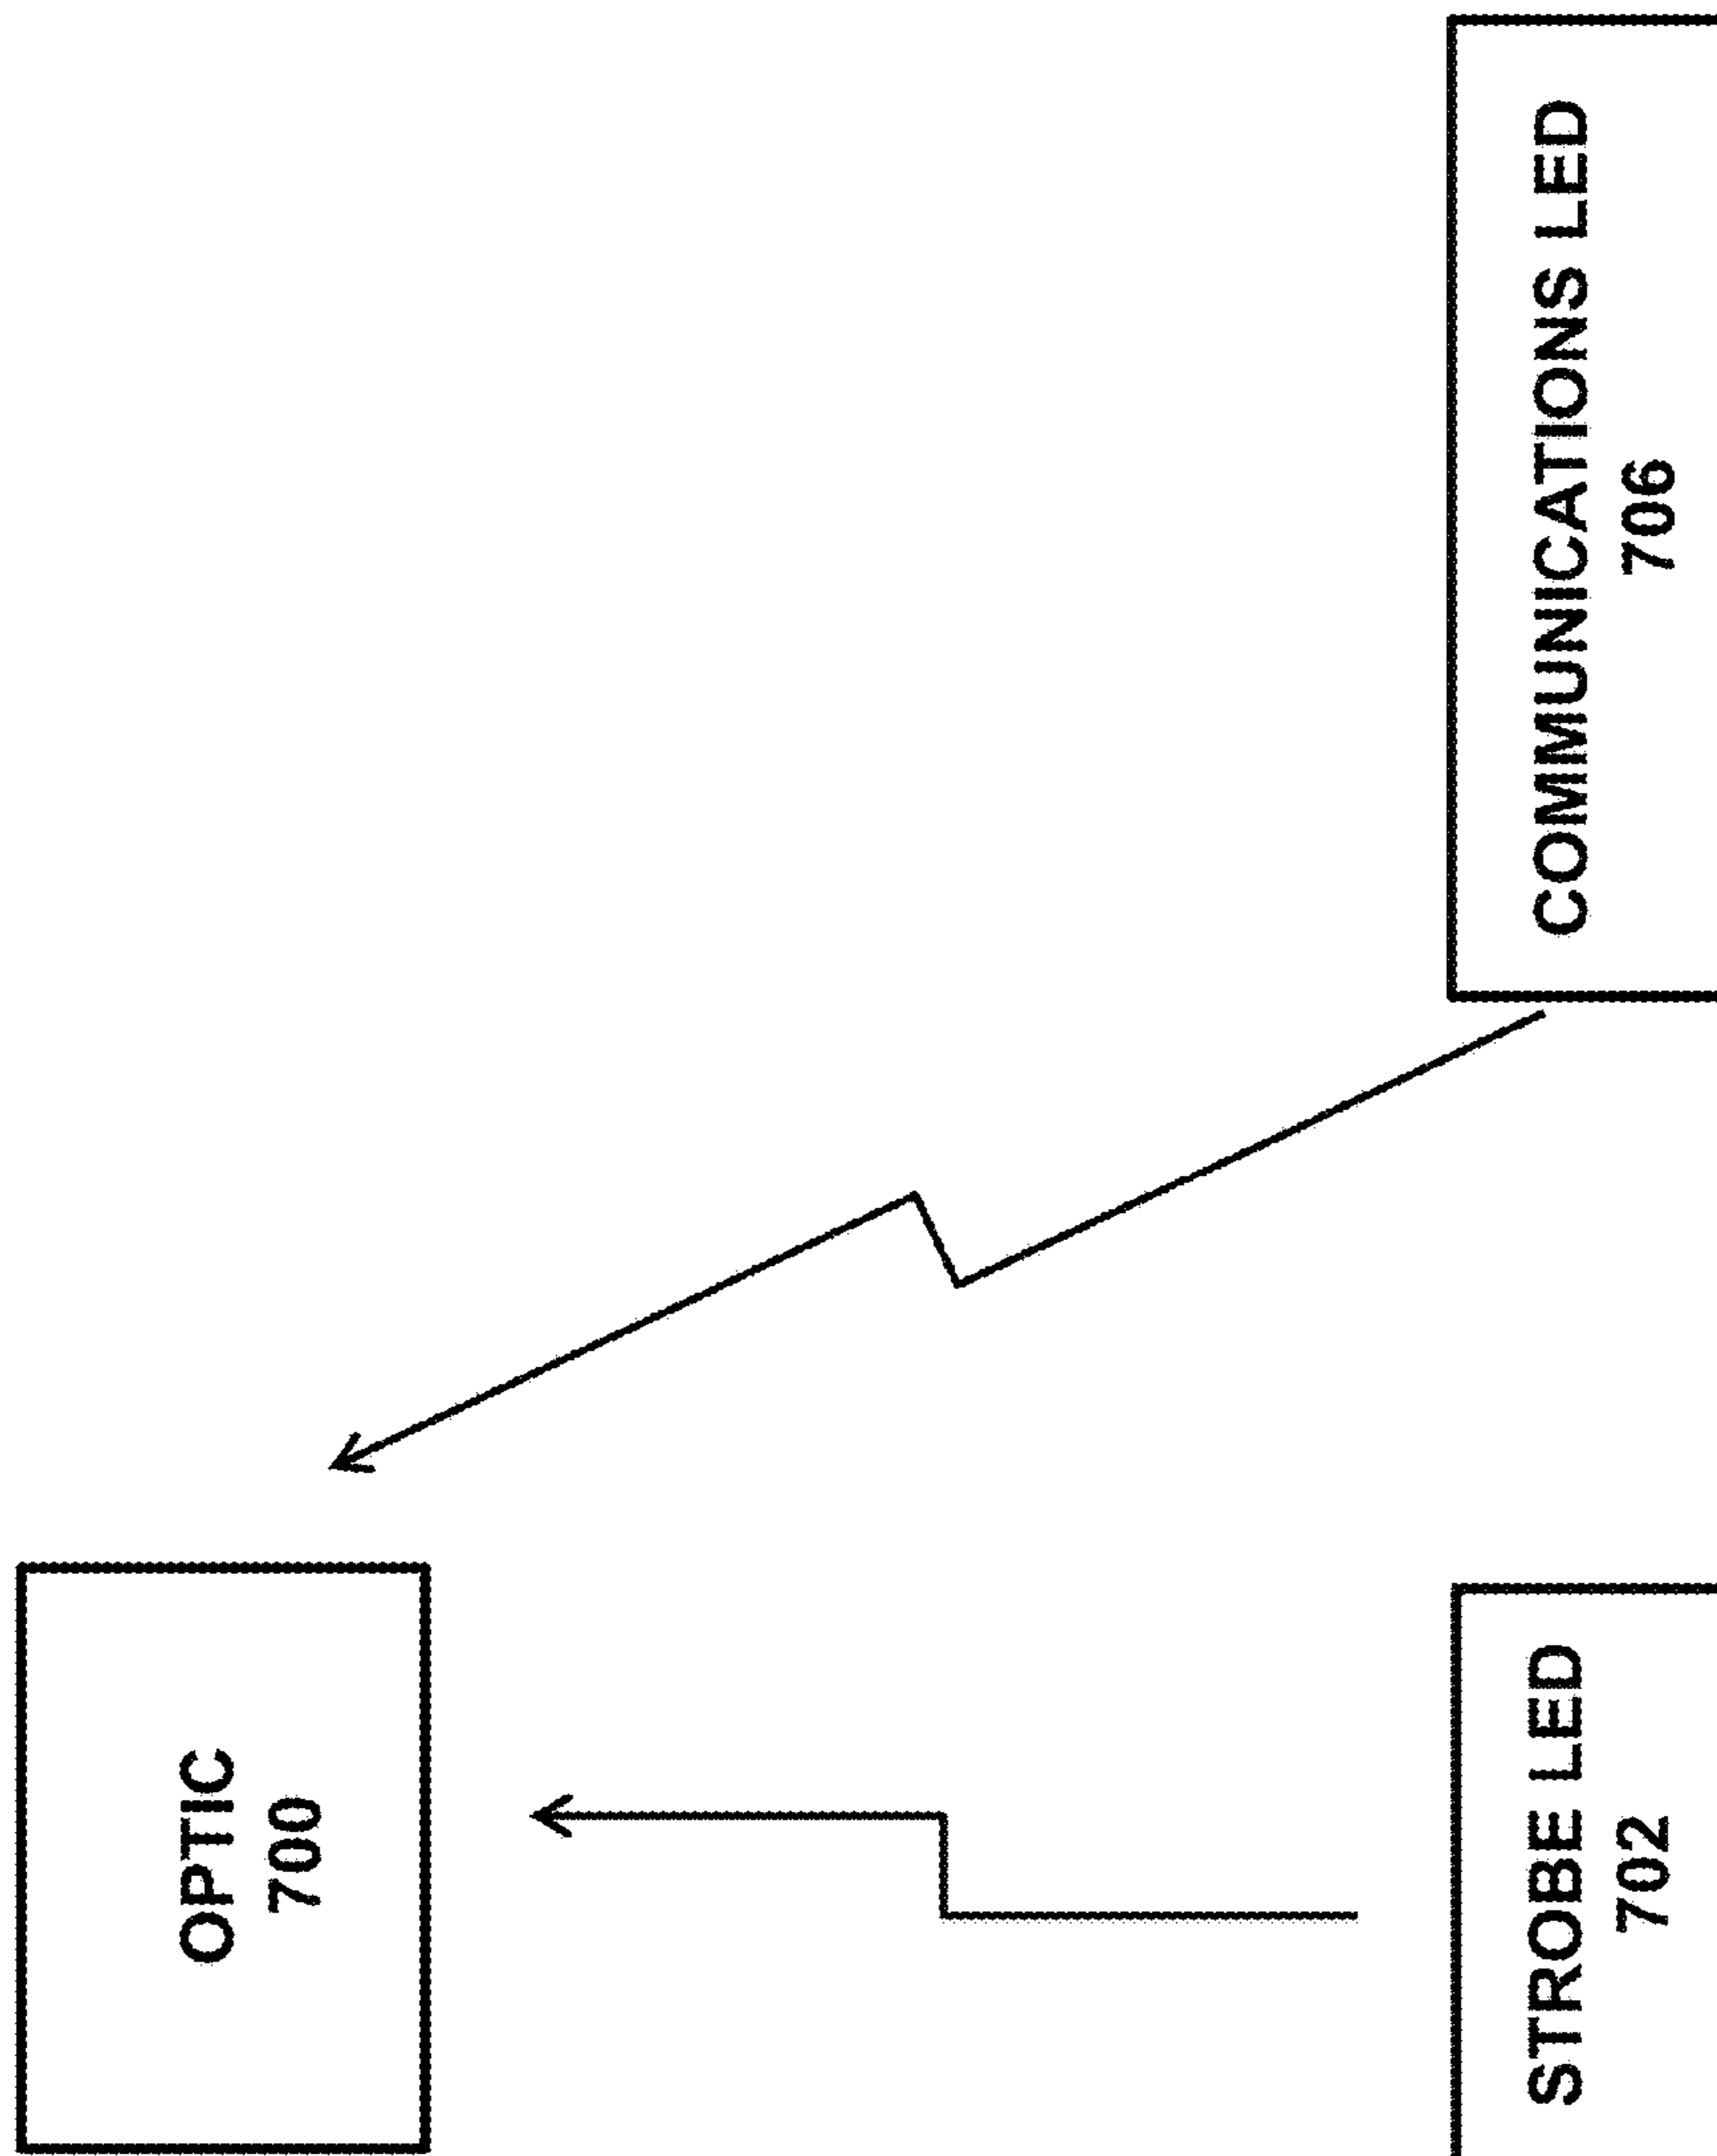 OPTIC
700
STROBE LED
702
COMMUNICATIONS LED
706